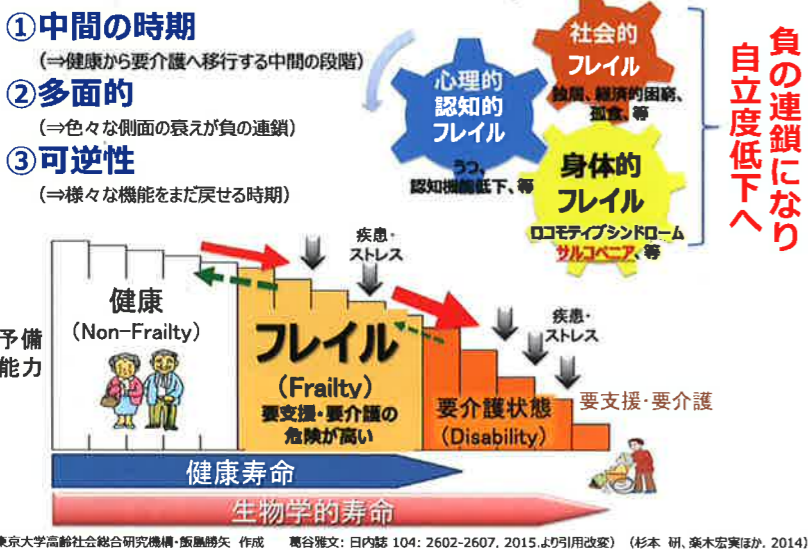 ①中間の時期
(⇒健康から要介護へ移行する中間の段階)
②多面的
(⇒色々な側面の衰えが負の連鎖)
③可逆性
(⇒様々な機能をまだ戻せる時期)
社会的
フレイル
独居、経済的困窮、
孤食、等
心理的
認知的
フレイル
うつ、
認知機能低下、等
身体的
フレイル
ロコモティブシンドローム
サルコペニア、等
負の連鎖になり
自立度低下へ
疾患・
ストレス
健康
(Non-Frailty)
予備
能力
フレイル
(Frailty)
要支援・要介護の
危険が高い
疾患・
ストレス
要介護状態
(Disability)
要支援・要介護
健康寿命
生物学的寿命
東京大学高齢社会総合研究機構・飯島勝矢 作成 葛谷雅文: 日内誌 104: 2602-2607, 2015.より引用改変) (杉本 研、楽木宏実ほか. 2014)